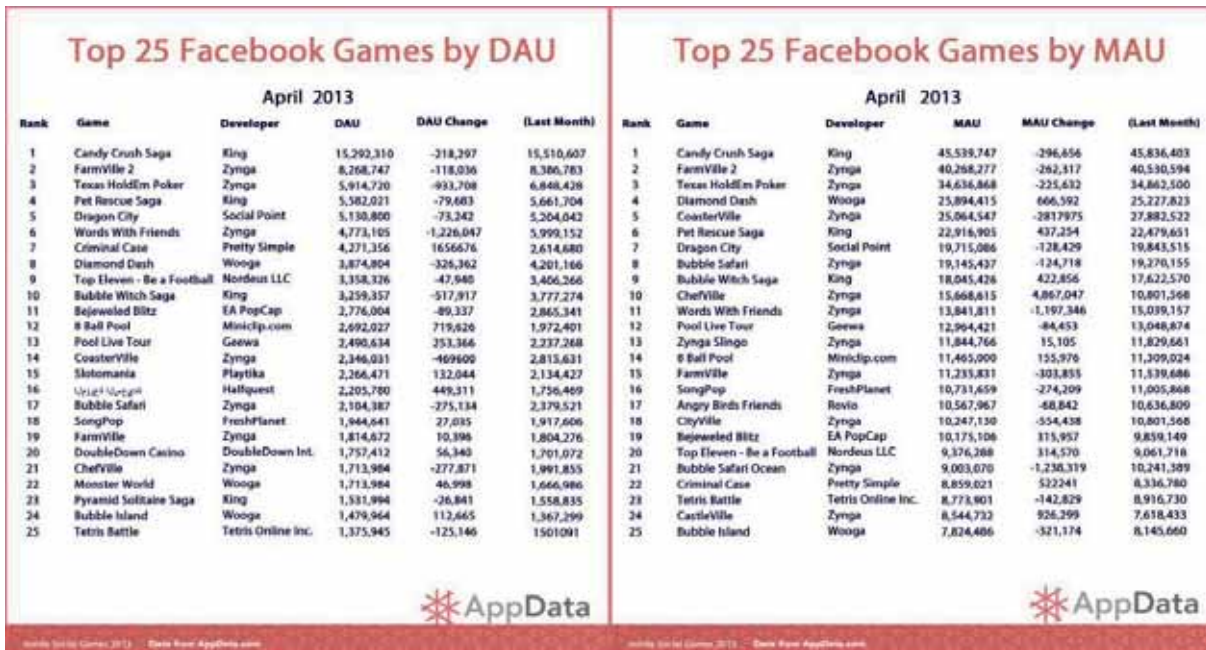 Top 25 Facebook Games by DAU
April 2013
Rank Game Developer DAU DAU Change (Last Month)
1 Candy Crush Saga King 15,292,310 -218,297 15,510,607
2 FarmVille 2 Zynga 8,268,747 -118,036 8,386,783
3 Texas HoldEm Poker Zynga 5,914,720 -933,708 6,848,428
4 Pet Rescue Saga King 5,582,021 -79,683 5,661,704
5 Dragon City Social Point 5,130,800 -73,242 5,204,042
6 Words With Friends Zynga 4,773,105 -1,226,047 5,999,152
7 Criminal Case Pretty Simple 4,271,356 1656676 2,614,680
8 Diamond Dash Wooga 3,874,804 -326,362 4,201,166
9 Top Eleven - Be a Football Nordeus LLC 3,358,326 -47,940 3,406,266
10 Bubble Witch Saga King 3,259,357 -517,917 3,777,274
11 Bejeweled Blitz EA PopCap 2,776,004 -89,337 2,865,341
12 8 Ball Pool Miniclip.com 2,692,027 719,626 1,972,401
13 Pool Live Tour Geewa 2,490,634 253,366 2,237,268
14 CoasterVille Zynga 2,346,031 -469600 2,815,631
15 Slotomania Playtika 2,266,471 132,044 2,134,427
16 Halfquest 2,205,780 449,311 1,756,469
17 Bubble Safari Zynga 2,104,387 -275,134 2,379,521
18 SongPop FreshPlanet 1,944,641 27,035 1,917,606
19 FarmVille Zynga 1,814,672 10,396 1,804,276
20 DoubleDown Casino DoubleDown Int. 1,757,412 56,340 1,701,072
21 ChefVille Zynga 1,713,984 -277,871 1,991,855
22 Monster World Wooga 1,713,984 46,998 1,666,986
23 Pyramid Solitaire Saga King 1,531,994 -26,841 1,558,835
24 Bubble Island Wooga 1,479,964 112,665 1,367,299
25 Tetris Battle Tetris Online Inc. 1,375,945 -125,146 1501091
AppData
Inside Social Games 2013 Data from AppData.com
Top 25 Facebook Games by MAU
April 2013
Rank Game Developer MAU MAU Change (Last Month)
1 Candy Crush Saga King 45,539,747 -296,656 45,836,403
2 FarmVille 2 Zynga 40,268,277 -262,317 40,530,594
3 Texas HoldEm Poker Zynga 34,636,868 -225,632 34,862,500
4 Diamond Dash Wooga 25,894,415 666,592 25,227,823
5 CoasterVille Zynga 25,064,547 -2817975 27,882,522
6 Pet Rescue Saga King 22,916,905 437,254 22,479,651
7 Dragon City Social Point 19,715,086 -128,429 19,843,515
8 Bubble Safari Zynga 19,145,437 -124,718 19,270,155
9 Bubble Witch Saga King 18,045,426 422,856 17,622,570
10 ChefVille Zynga 15,668,615 4,867,047 10,801,568
11 Words With Friends Zynga 13,841,811 -1,197,346 15,039,157
12 Pool Live Tour Geewa 12,964,421 -84,453 13,048,874
13 Zynga Slingo Zynga 11,844,766 15,105 11,829,661
14 8 Ball Pool Miniclip.com 11,465,000 155,976 11,309,024
15 FarmVille Zynga 11,235,831 -303,855 11,539,686
16 SongPop FreshPlanet 10,731,659 -274,209 11,005,868
17 Angry Birds Friends Rovio 10,567,967 -68,842 10,636,809
18 CityVille Zynga 10,247,130 -554,438 10,801,568
19 Bejeweled Blitz EA PopCap 10,175,106 315,957 9,859,149
20 Top Eleven - Be a Football Nordeus LLC 9,376,288 314,570 9,061,718
21 Bubble Safari Ocean Zynga 9,003,070 -1,238,319 10,241,389
22 Criminal Case Pretty Simple 8,859,021 522241 8,336,780
23 Tetris Battle Tetris Online Inc. 8,773,901 -142,829 8,916,730
24 CastleVille Zynga 8,544,732 926,299 7,618,433
25 Bubble Island Wooga 7,824,486 -321,174 8,145,660
AppData
Inside Social Games 2013 Data from AppData.com